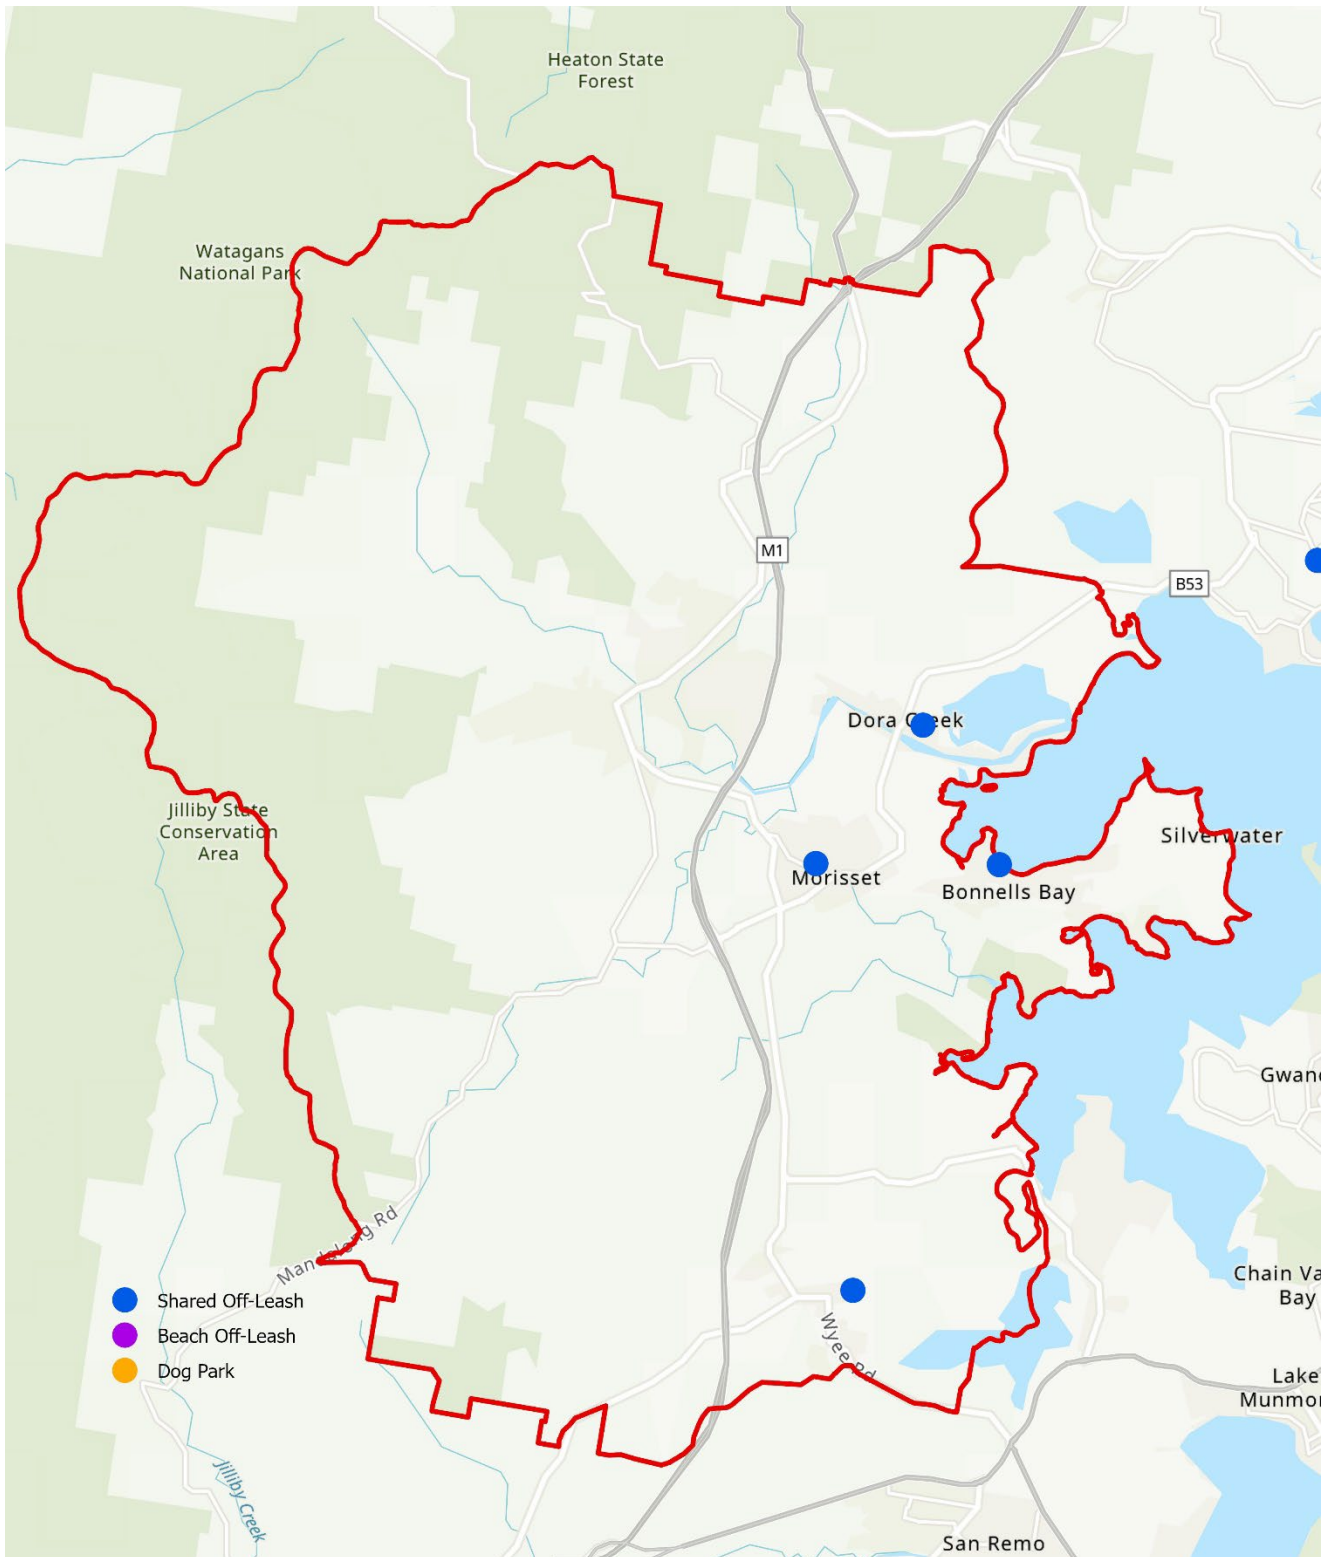 Heaton State
Forest
Watagans
National Park
M1
B53
Dora Creek
Jilliby State
Conservation
Area
Silverwater
Morisset
Bonnells Bay
Gwan
Mandalong Rd
Chain Va
Bay
Shared Off-Leash
Beach Off-Leash
Dog Park
Wyee Rd
Lake
Munmor
Jilliby Creek
San Remo